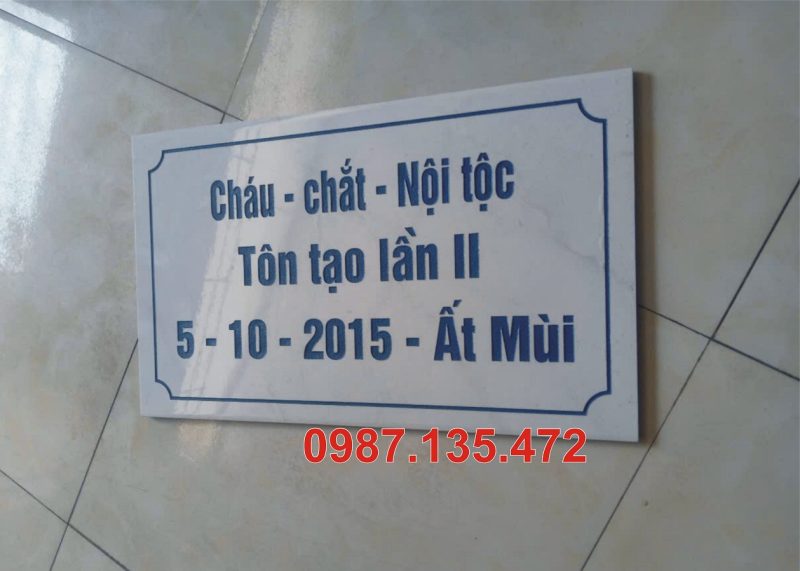 Cháu - chắt - Nội tộc
Tôn tạo lần II
5 - 10 - 2015 - Ất Mùi
0987.135.472